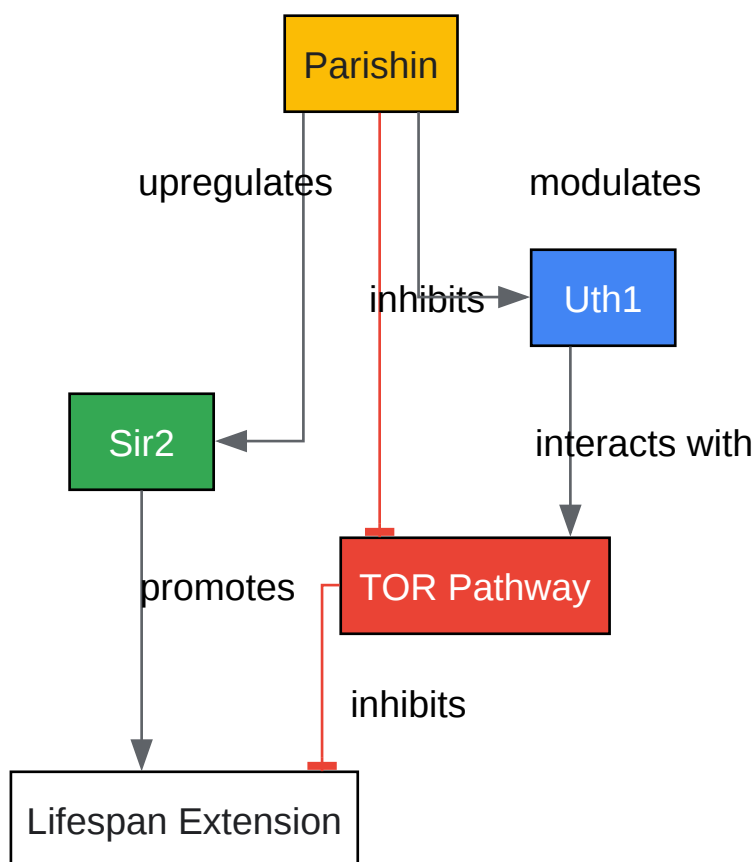 Parishin
upregulates
modulates
inhibits
Uth1
Sir2
interacts with
promotes
TOR Pathway
inhibits
Lifespan Extension